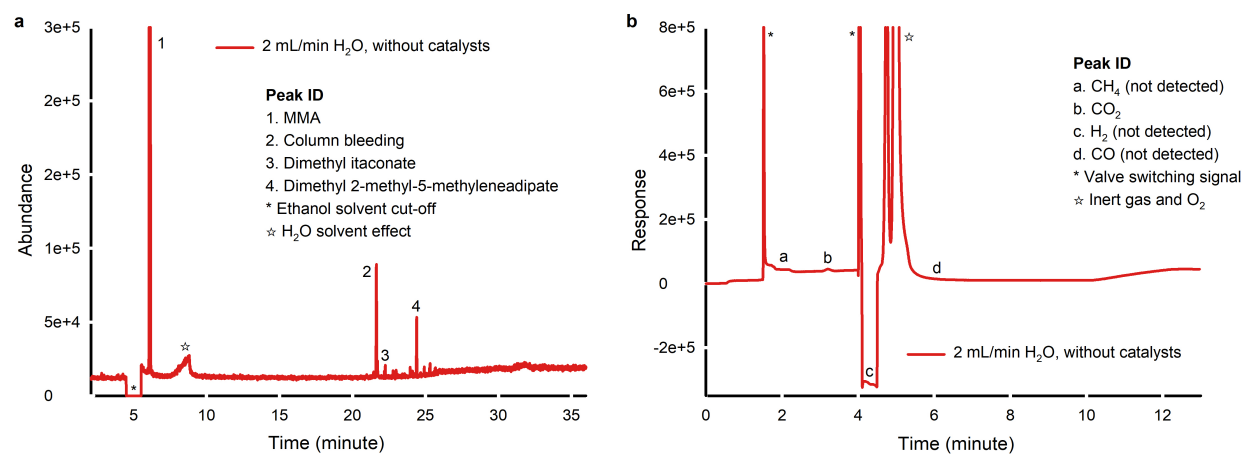 a
3e+5
2e+5
2e+5
1e+5
5e+4
0
Abundance
5
10
15
20
25
30
35
Time (minute)
2 mL/min H₂O, without catalysts
Peak ID
1. MMA
2. Column bleeding
3. Dimethyl itaconate
4. Dimethyl 2-methyl-5-methyleneadipate
* Ethanol solvent cut-off
☆ H₂O solvent effect
1
*
☆
2
3
4
b
8e+5
6e+5
4e+5
2e+5
0
-2e+5
Response
0
2
4
6
8
10
12
Time (minute)
Peak ID
a. CH₄ (not detected)
b. CO₂
c. H₂ (not detected)
d. CO (not detected)
* Valve switching signal
☆ Inert gas and O₂
2 mL/min H₂O, without catalysts
*
a
b
*
c
☆
d